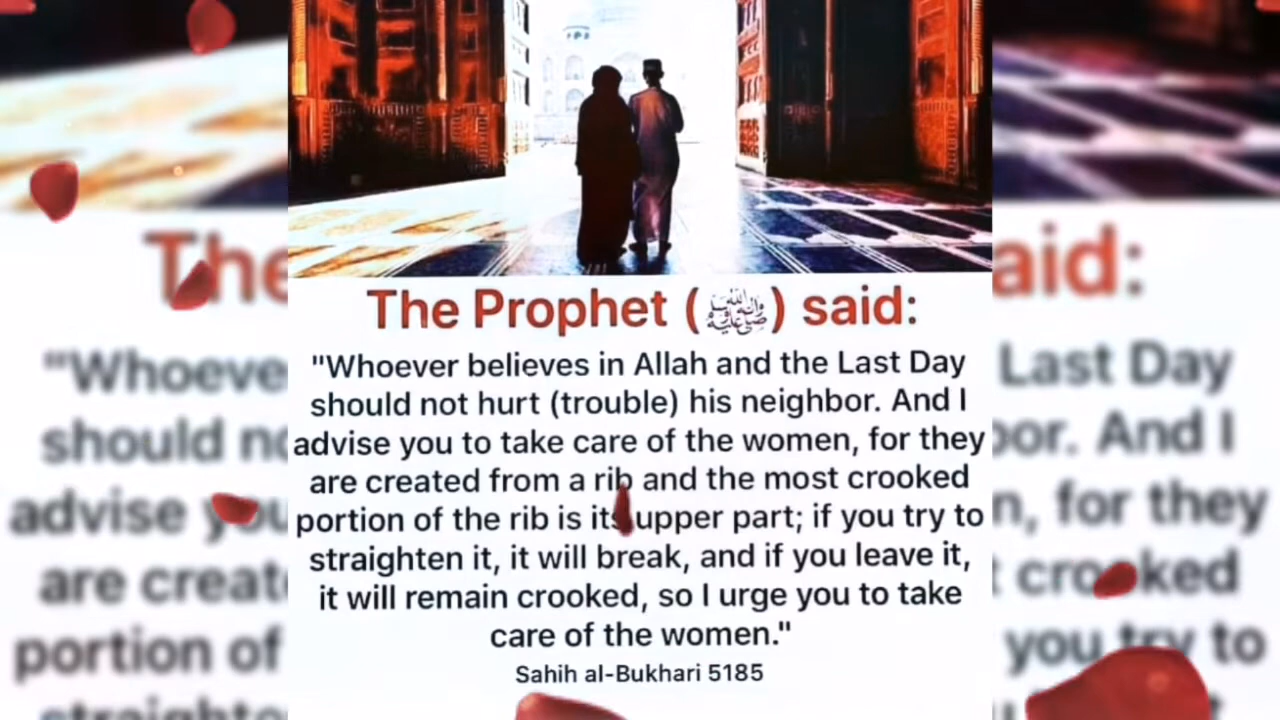 The Prophet (ﷺ) said:
"Whoever believes in Allah and the Last Day
should not hurt (trouble) his neighbor. And I
advise you to take care of the women, for they
are created from a rib and the most crooked
portion of the rib is its upper part; if you try to
straighten it, it will break, and if you leave it,
it will remain crooked, so I urge you to take
care of the women."
Sahih al-Bukhari 5185